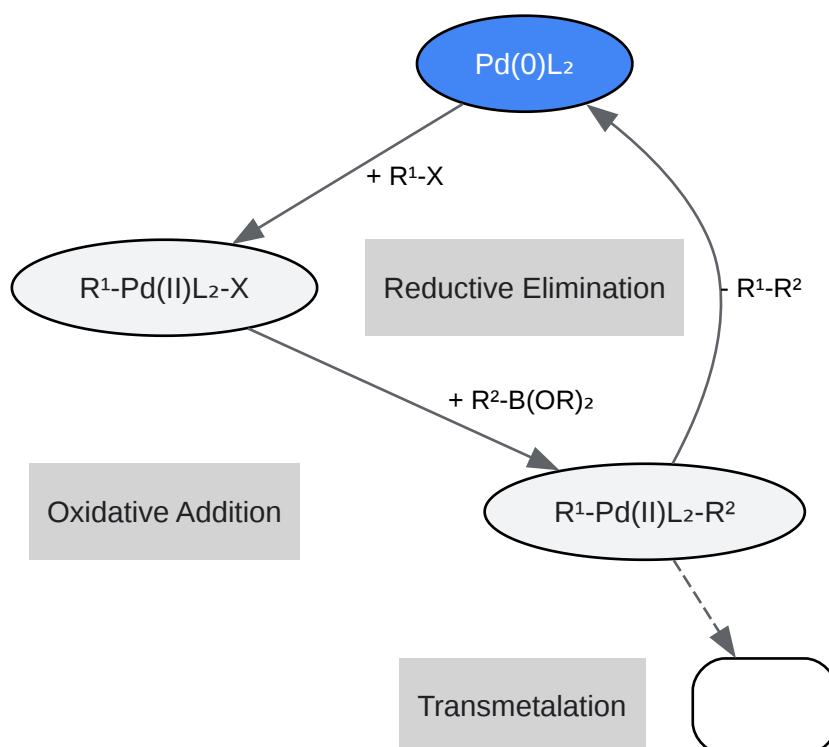 Pd(0)L₂
+ R¹-X
R¹-Pd(II)L₂-X
Reductive Elimination
- R¹-R²
+ R²-B(OR)₂
Oxidative Addition
R¹-Pd(II)L₂-R²
Transmetalation